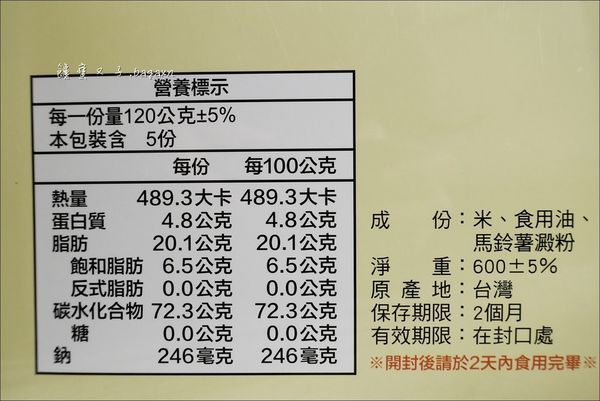 饞 賓 又 子.bagaxn
營養標示
每一份量120公克±5%
本包裝含 5份
每份 每100公克
熱量 489.3大卡 489.3大卡
蛋白質 4.8公克 4.8公克
脂肪 20.1公克 20.1公克
飽和脂肪 6.5公克 6.5公克
反式脂肪 0.0公克 0.0公克
碳水化合物 72.3公克 72.3公克
糖 0.0公克 0.0公克
鈉 246毫克 246毫克
成 份：米、食用油、
馬鈴薯澱粉
淨 重：600±5%
原 產 地：台灣
保存期限：2個月
有效期限：在封口處
※開封後請於2天內食用完畢※